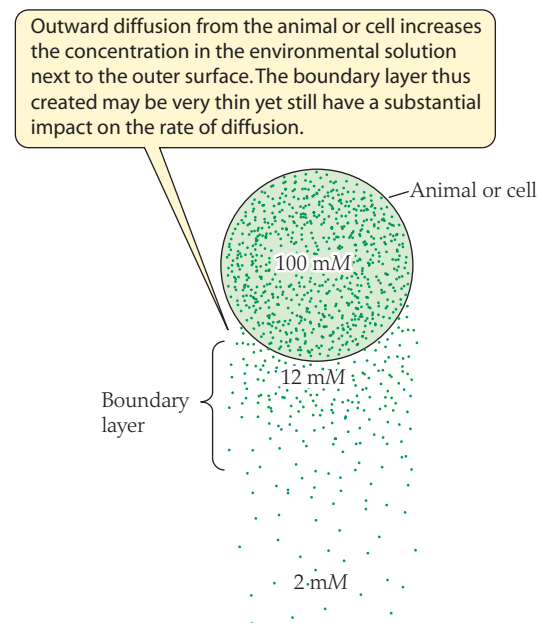 Outward diffusion from the animal or cell increases
the concentration in the environmental solution
next to the outer surface. The boundary layer thus
created may be very thin yet still have a substantial
impact on the rate of diffusion.
Animal or cell
100 mM
12 mM
Boundary
layer
2 mM